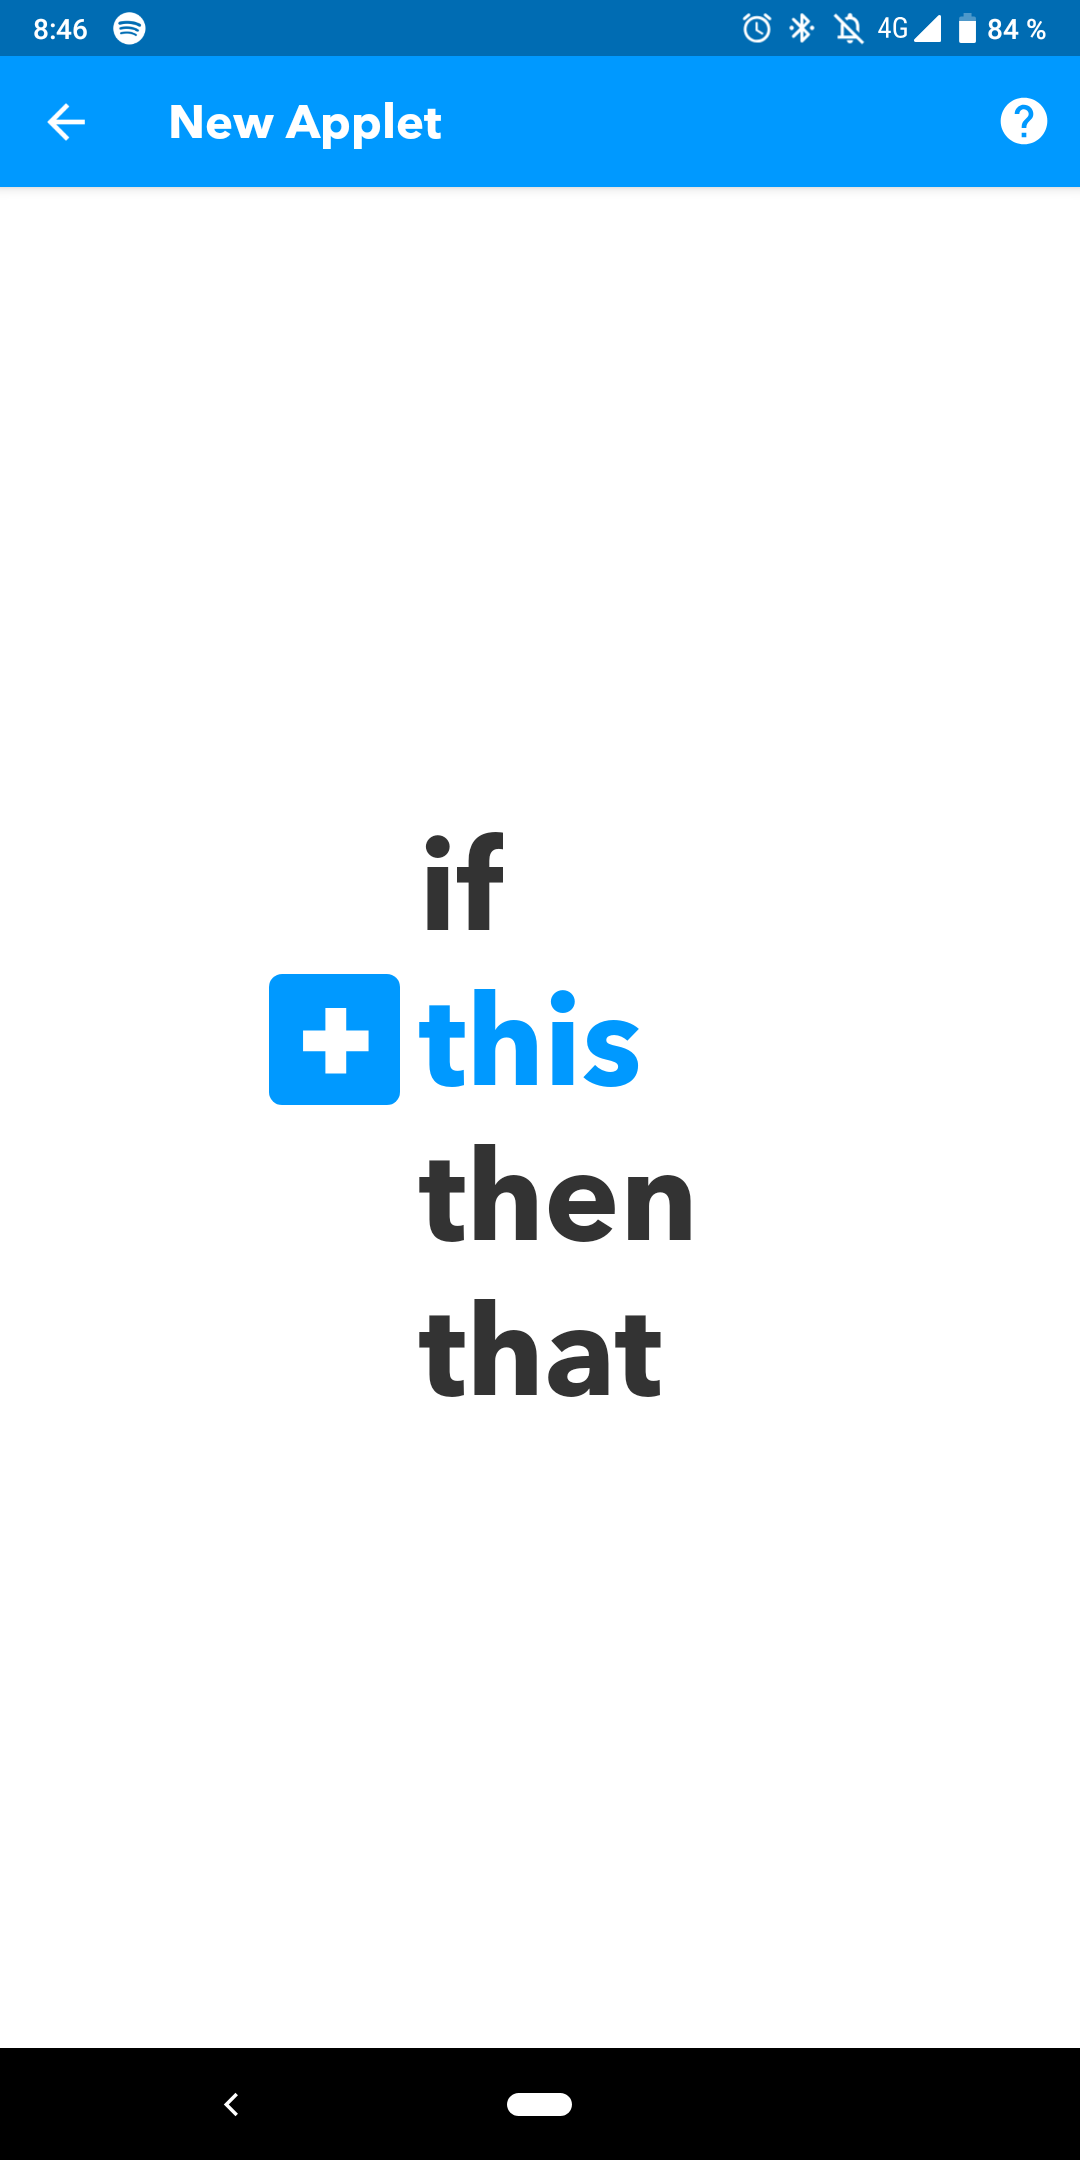 8:46 4G 84 %
New Applet
if
this
then
that